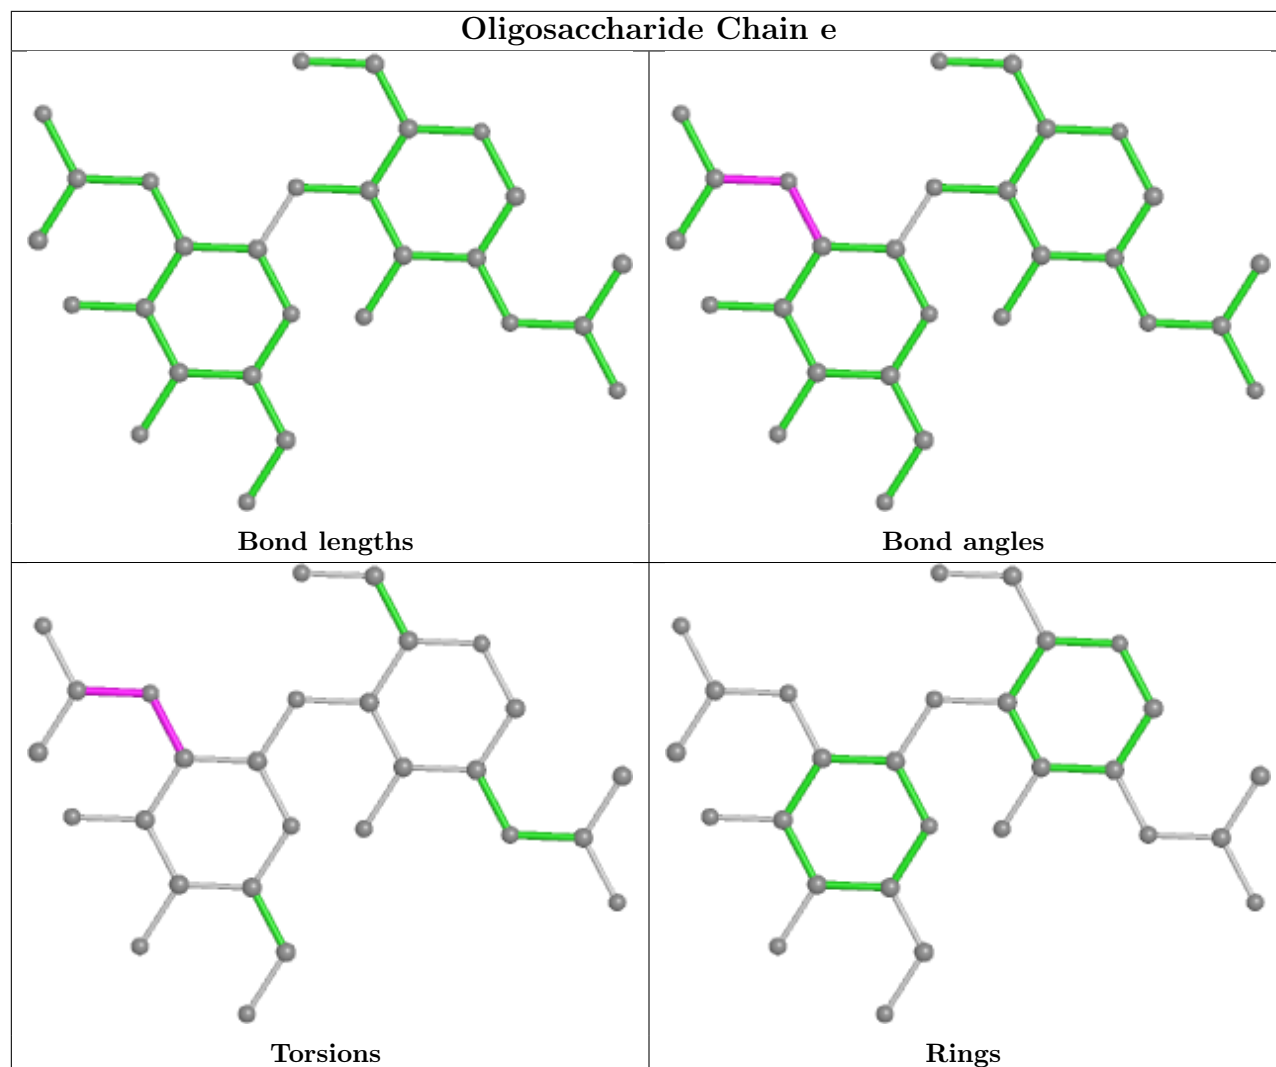 Oligosaccharide Chain e
Bond lengths
Bond angles
Torsions
Rings